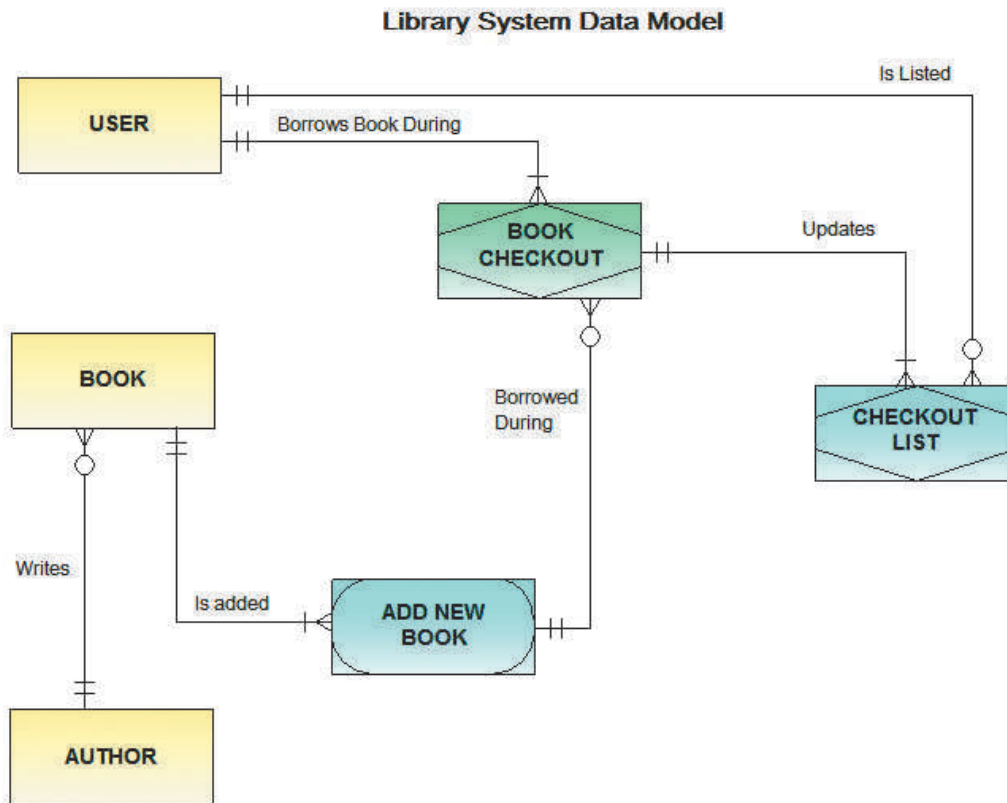 Library System Data Model
Is Listed
USER
Borrows Book During
BOOK
CHECKOUT
Updates
BOOK
Borrowed
During
CHECKOUT
LIST
Writes
Is added
ADD NEW
BOOK
AUTHOR